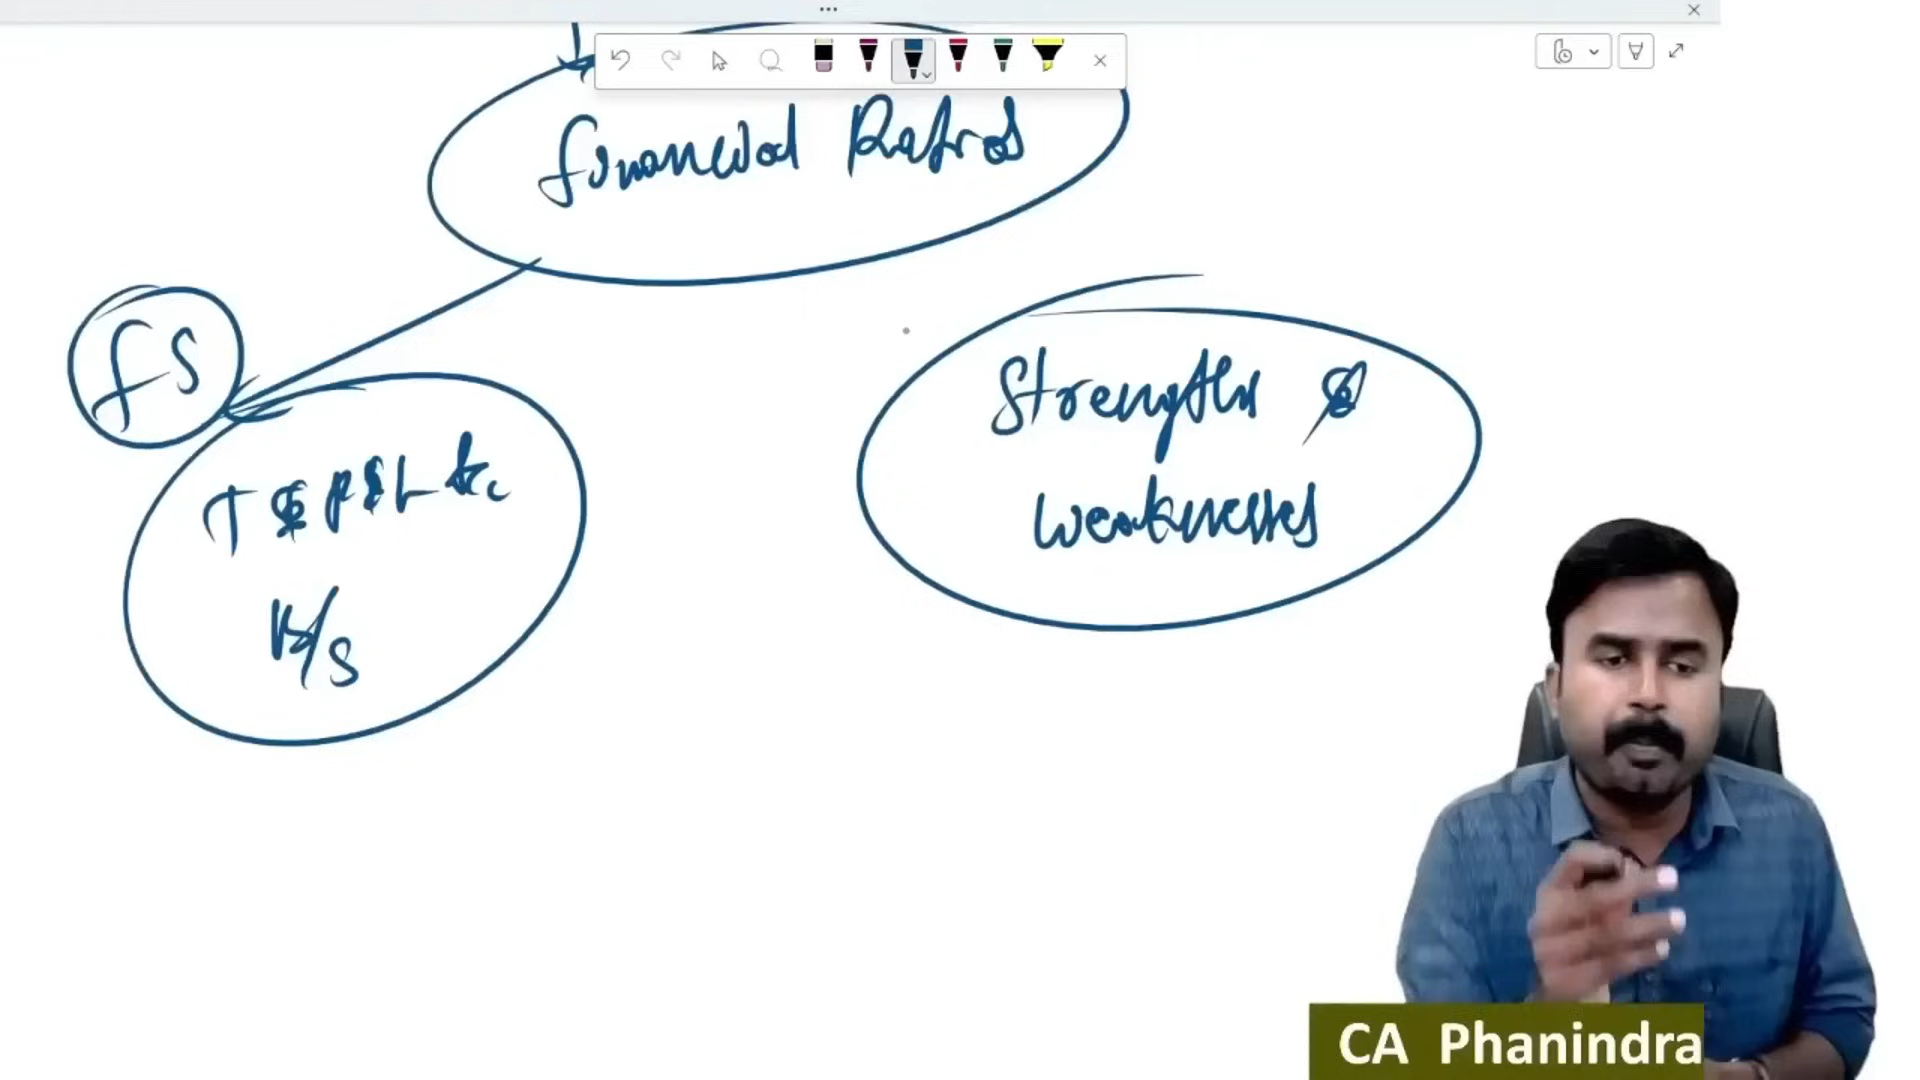 Financial Ratios
FS
T & P & L A/c
B/S
Strengths &
Weaknesses
CA Phanindra